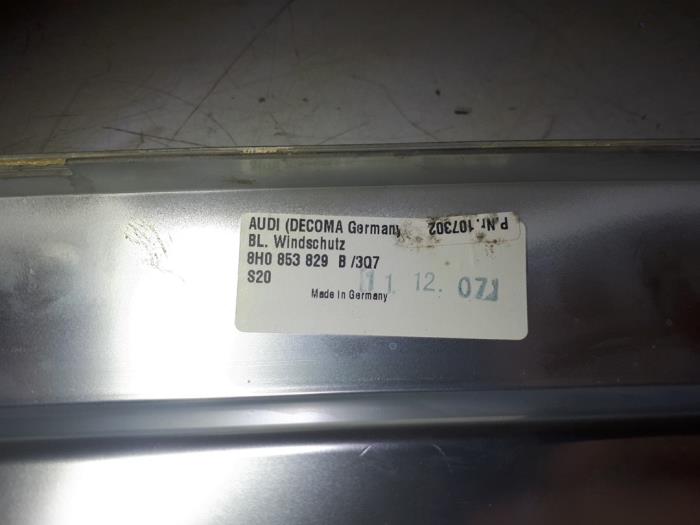 AUDI (DECOMA Germany
P.Nr. 107302
BL. Windschutz
8H0 853 829 B /3Q7
S20
11. 12. 07
Made in Germany